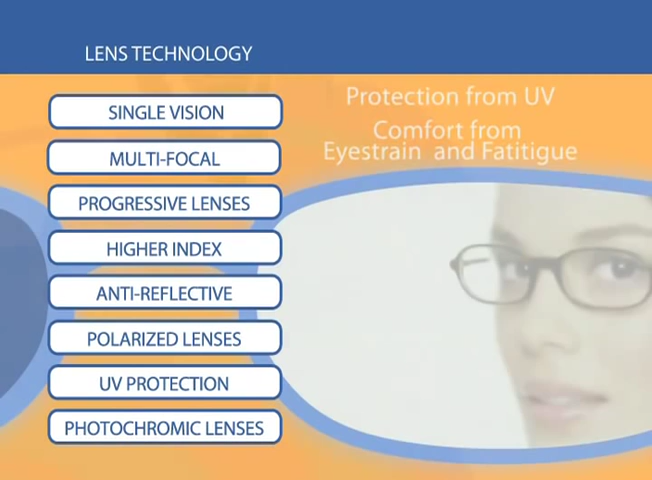 LENS TECHNOLOGY
SINGLE VISION
MULTI-FOCAL
PROGRESSIVE LENSES
HIGHER INDEX
ANTI-REFLECTIVE
POLARIZED LENSES
UV PROTECTION
PHOTOCHROMIC LENSES
Protection from UV
Comfort from
Eyestrain and Fatitigue